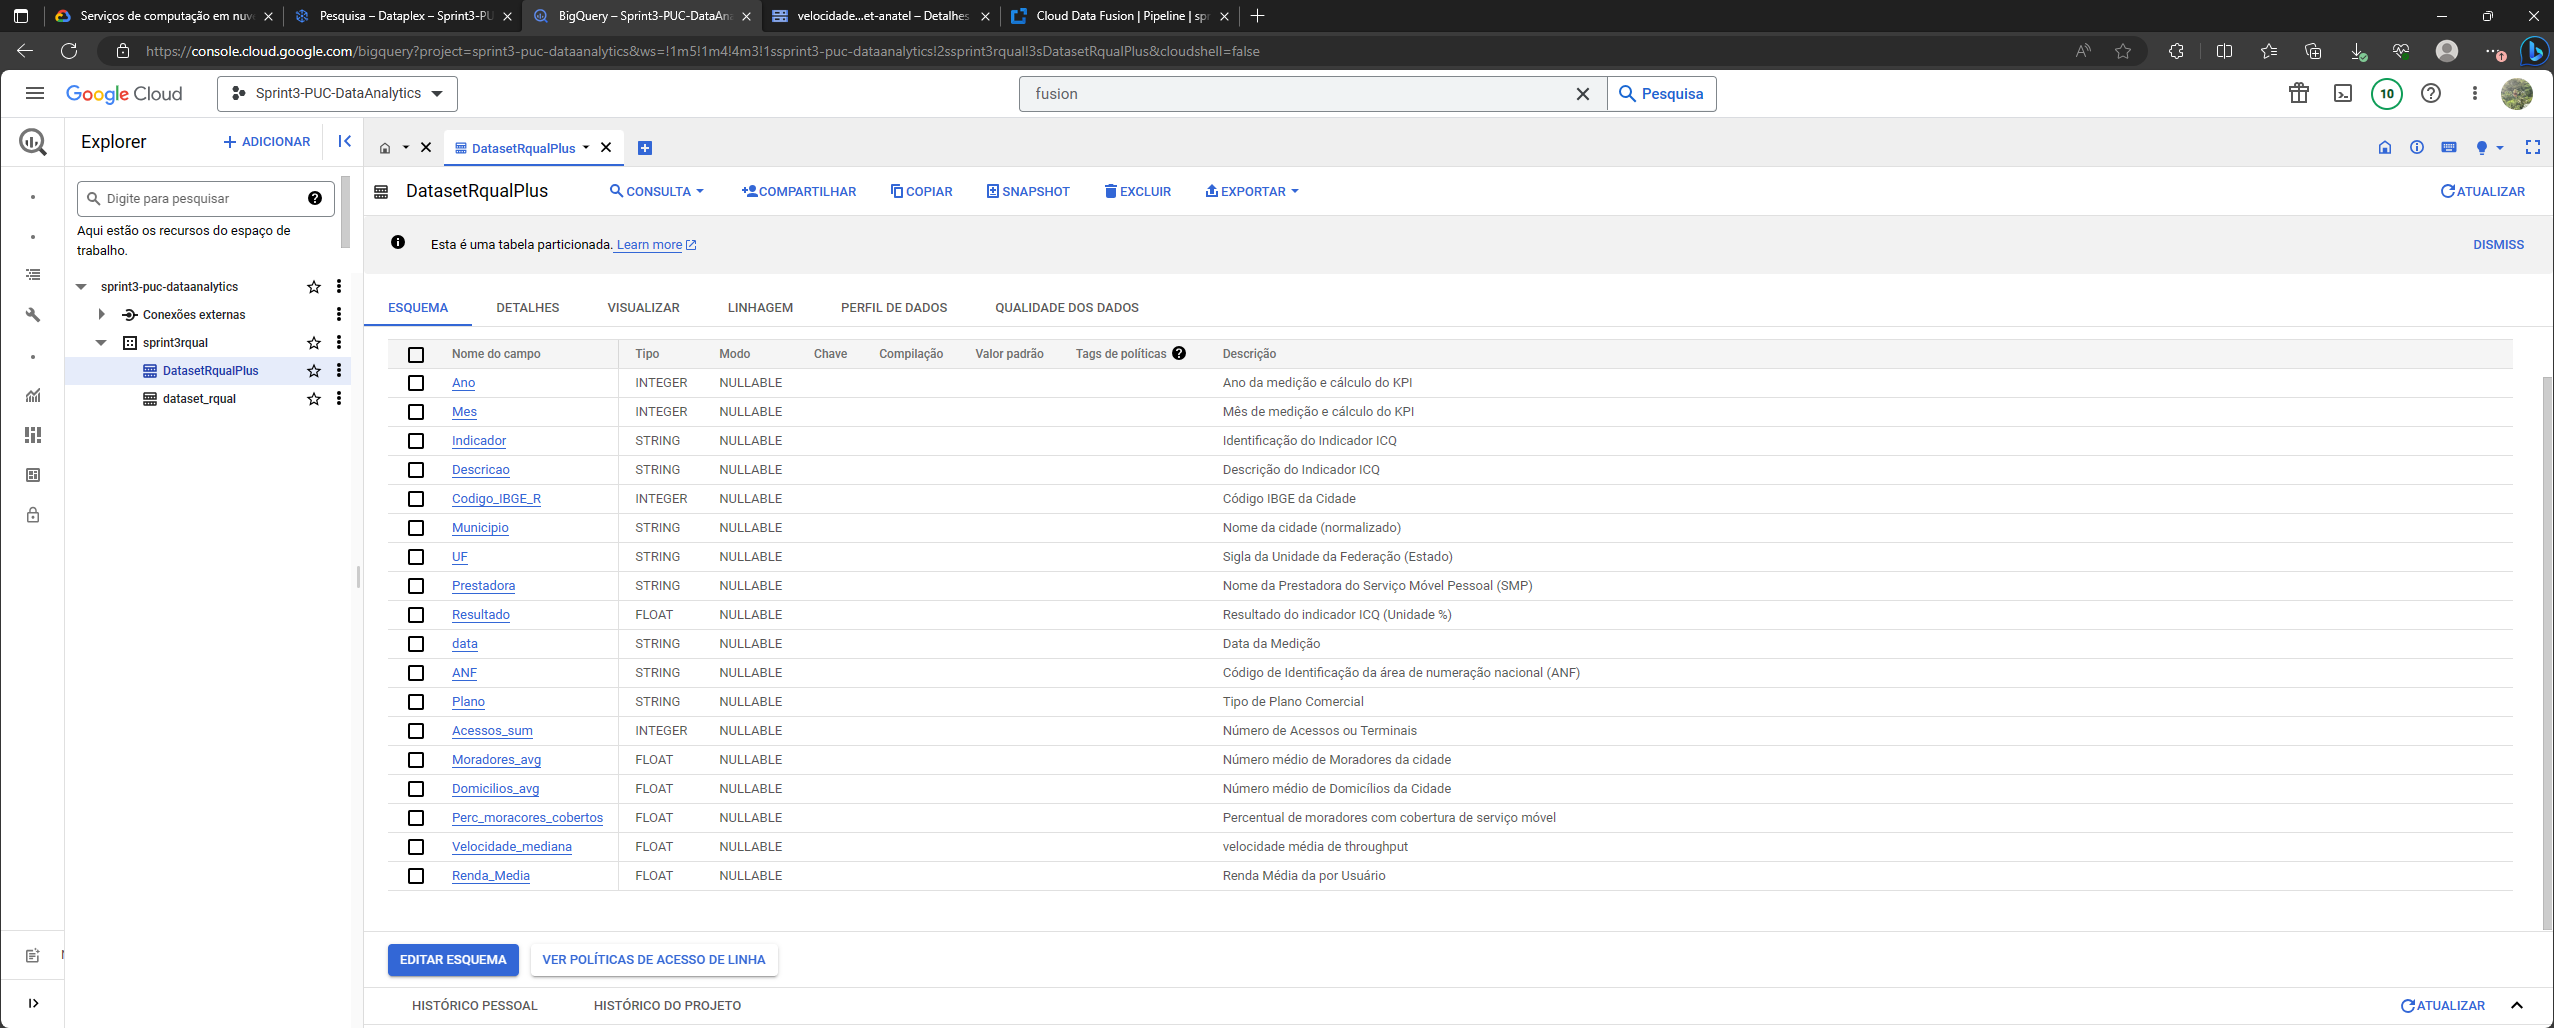 Serviços de computação em nuv
Pesquisa – Dataplex – Sprint3-PU
BigQuery – Sprint3-PUC-DataAna
velocidade...et-anatel – Detalhes
Cloud Data Fusion | Pipeline | spr
https://console.cloud.google.com/bigquery?project=sprint3-puc-dataanalytics&ws=!1m5!1m4!4m3!1ssprint3-puc-dataanalytics!2ssprint3rqual!3sDatasetRqualPlus&cloudshell=false
Google Cloud
Sprint3-PUC-DataAnalytics
fusion
Pesquisa
10
Explorer
ADICIONAR
DatasetRqualPlus
Digite para pesquisar
Aqui estão os recursos do espaço de
trabalho.
sprint3-puc-dataanalytics
Conexões externas
sprint3rqual
DatasetRqualPlus
dataset_rqual
DatasetRqualPlus
CONSULTA
COMPARTILHAR
COPIAR
SNAPSHOT
EXCLUIR
EXPORTAR
ATUALIZAR
Esta é uma tabela particionada. Learn more
DISMISS
ESQUEMA DETALHES VISUALIZAR LINHAGEM PERFIL DE DADOS QUALIDADE DOS DADOS
Nome do campo Tipo Modo Chave Compilação Valor padrão Tags de políticas Descrição
Ano INTEGER NULLABLE Ano da medição e cálculo do KPI
Mes INTEGER NULLABLE Mês de medição e cálculo do KPI
Indicador STRING NULLABLE Identificação do Indicador ICQ
Descricao STRING NULLABLE Descrição do Indicador ICQ
Codigo_IBGE_R INTEGER NULLABLE Código IBGE da Cidade
Municipio STRING NULLABLE Nome da cidade (normalizado)
UF STRING NULLABLE Sigla da Unidade da Federação (Estado)
Prestadora STRING NULLABLE Nome da Prestadora do Serviço Móvel Pessoal (SMP)
Resultado FLOAT NULLABLE Resultado do indicador ICQ (Unidade %)
data STRING NULLABLE Data da Medição
ANF STRING NULLABLE Código de Identificação da área de numeração nacional (ANF)
Plano STRING NULLABLE Tipo de Plano Comercial
Acessos_sum INTEGER NULLABLE Número de Acessos ou Terminais
Moradores_avg FLOAT NULLABLE Número médio de Moradores da cidade
Domicilios_avg FLOAT NULLABLE Número médio de Domicílios da Cidade
Perc_moracores_cobertos FLOAT NULLABLE Percentual de moradores com cobertura de serviço móvel
Velocidade_mediana FLOAT NULLABLE velocidade média de throughput
Renda_Media FLOAT NULLABLE Renda Média da por Usuário
EDITAR ESQUEMA
VER POLÍTICAS DE ACESSO DE LINHA
HISTÓRICO PESSOAL
HISTÓRICO DO PROJETO
ATUALIZAR